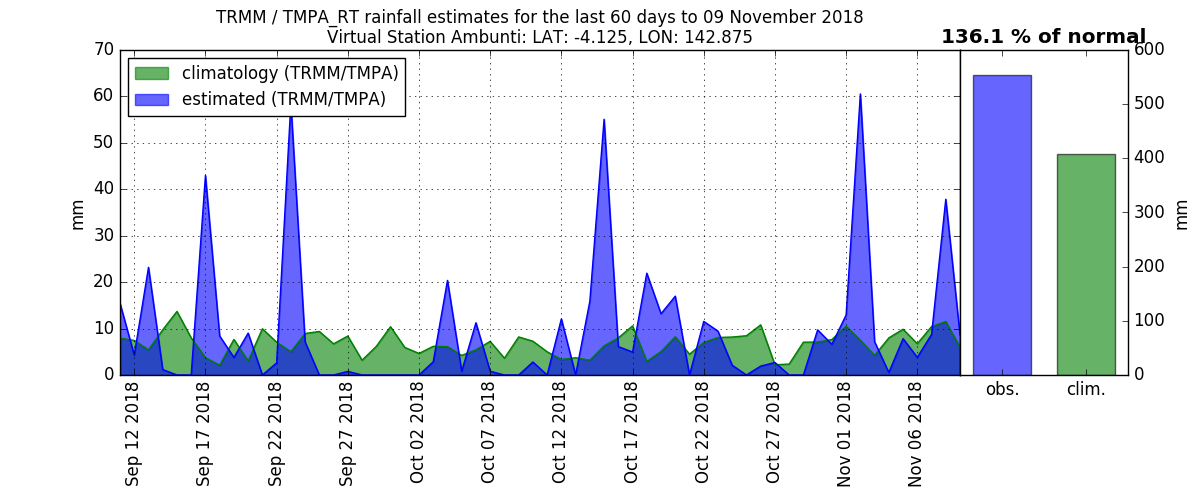 TRMM / TMPA_RT rainfall estimates for the last 60 days to 09 November 2018
Virtual Station Ambunti: LAT: -4.125, LON: 142.875
136.1 % of normal
climatology (TRMM/TMPA)
estimated (TRMM/TMPA)
70
60
50
40
30
20
10
0
mm
Sep 12 2018
Sep 17 2018
Sep 22 2018
Sep 27 2018
Oct 02 2018
Oct 07 2018
Oct 12 2018
Oct 17 2018
Oct 22 2018
Oct 27 2018
Nov 01 2018
Nov 06 2018
obs.
clim.
600
500
400
300
200
100
0
mm